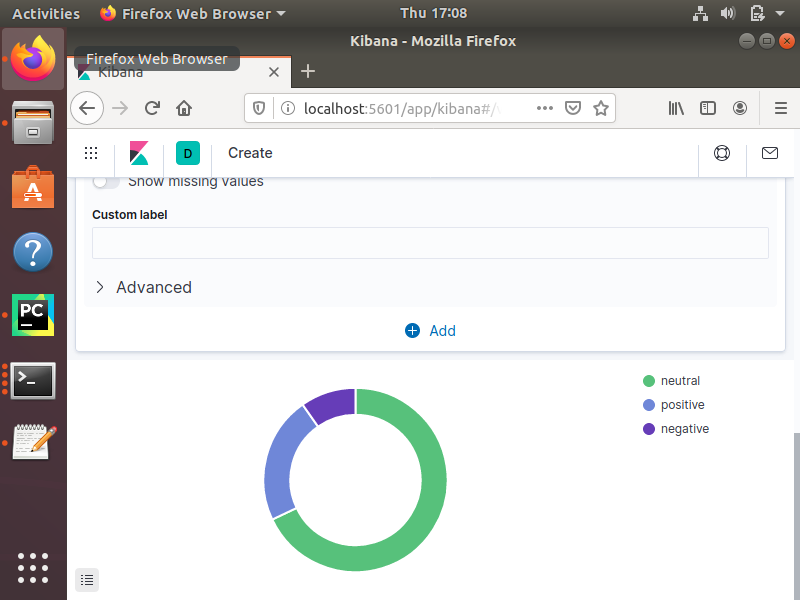 Activities
Firefox Web Browser
Thu 17:08
Kibana - Mozilla Firefox
Firefox Web Browser
Kibana
localhost:5601/app/kibana#/
D
Create
Show missing values
Custom label
Advanced
Add
PC
>_
neutral
positive
negative